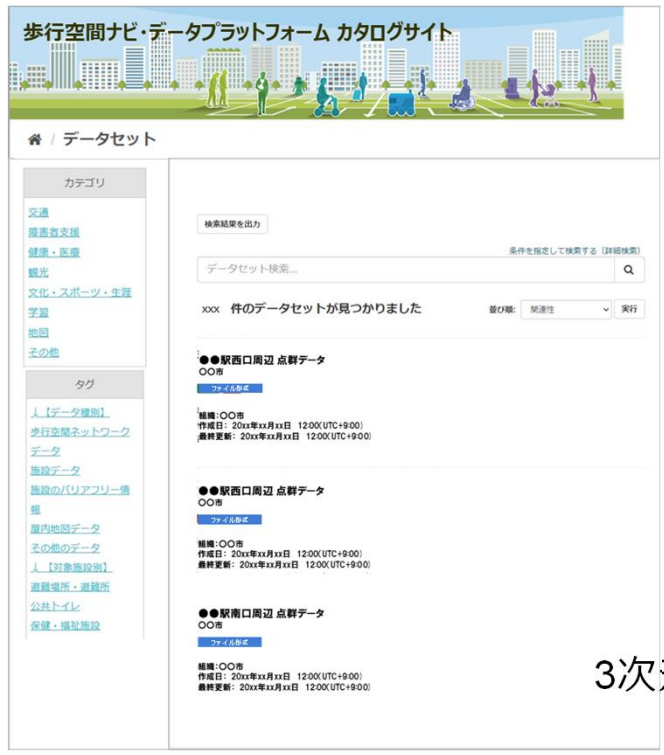 歩行空間ナビ・データプラットフォーム カタログサイト
/ データセット
カテゴリ
交通
障害者支援
健康・医療
観光
文化・スポーツ・生涯
学習
地図
その他
タグ
↓【データ種別】
歩行空間ネットワーク
データ
施設データ
施設のバリアフリー情
報
屋内地図データ
その他のデータ
↓【対象施設別】
避難場所・避難所
公共トイレ
保健・福祉施設
検索結果を出力
条件を指定して検索する（詳細検索）
データセット検索...
xxx 件のデータセットが見つかりました
並び順: 関連性 実行
●●駅西口周辺 点群データ
〇〇市
ファイル形式
組織:〇〇市
作成日: 20xx年xx月xx日 12:00(UTC+9:00)
最終更新: 20xx年xx月xx日 12:00(UTC+9:00)
●●駅西口周辺 点群データ
〇〇市
ファイル形式
組織:〇〇市
作成日: 20xx年xx月xx日 12:00(UTC+9:00)
最終更新: 20xx年xx月xx日 12:00(UTC+9:00)
●●駅南口周辺 点群データ
〇〇市
ファイル形式
組織:〇〇市
作成日: 20xx年xx月xx日 12:00(UTC+9:00)
最終更新: 20xx年xx月xx日 12:00(UTC+9:00)
3次